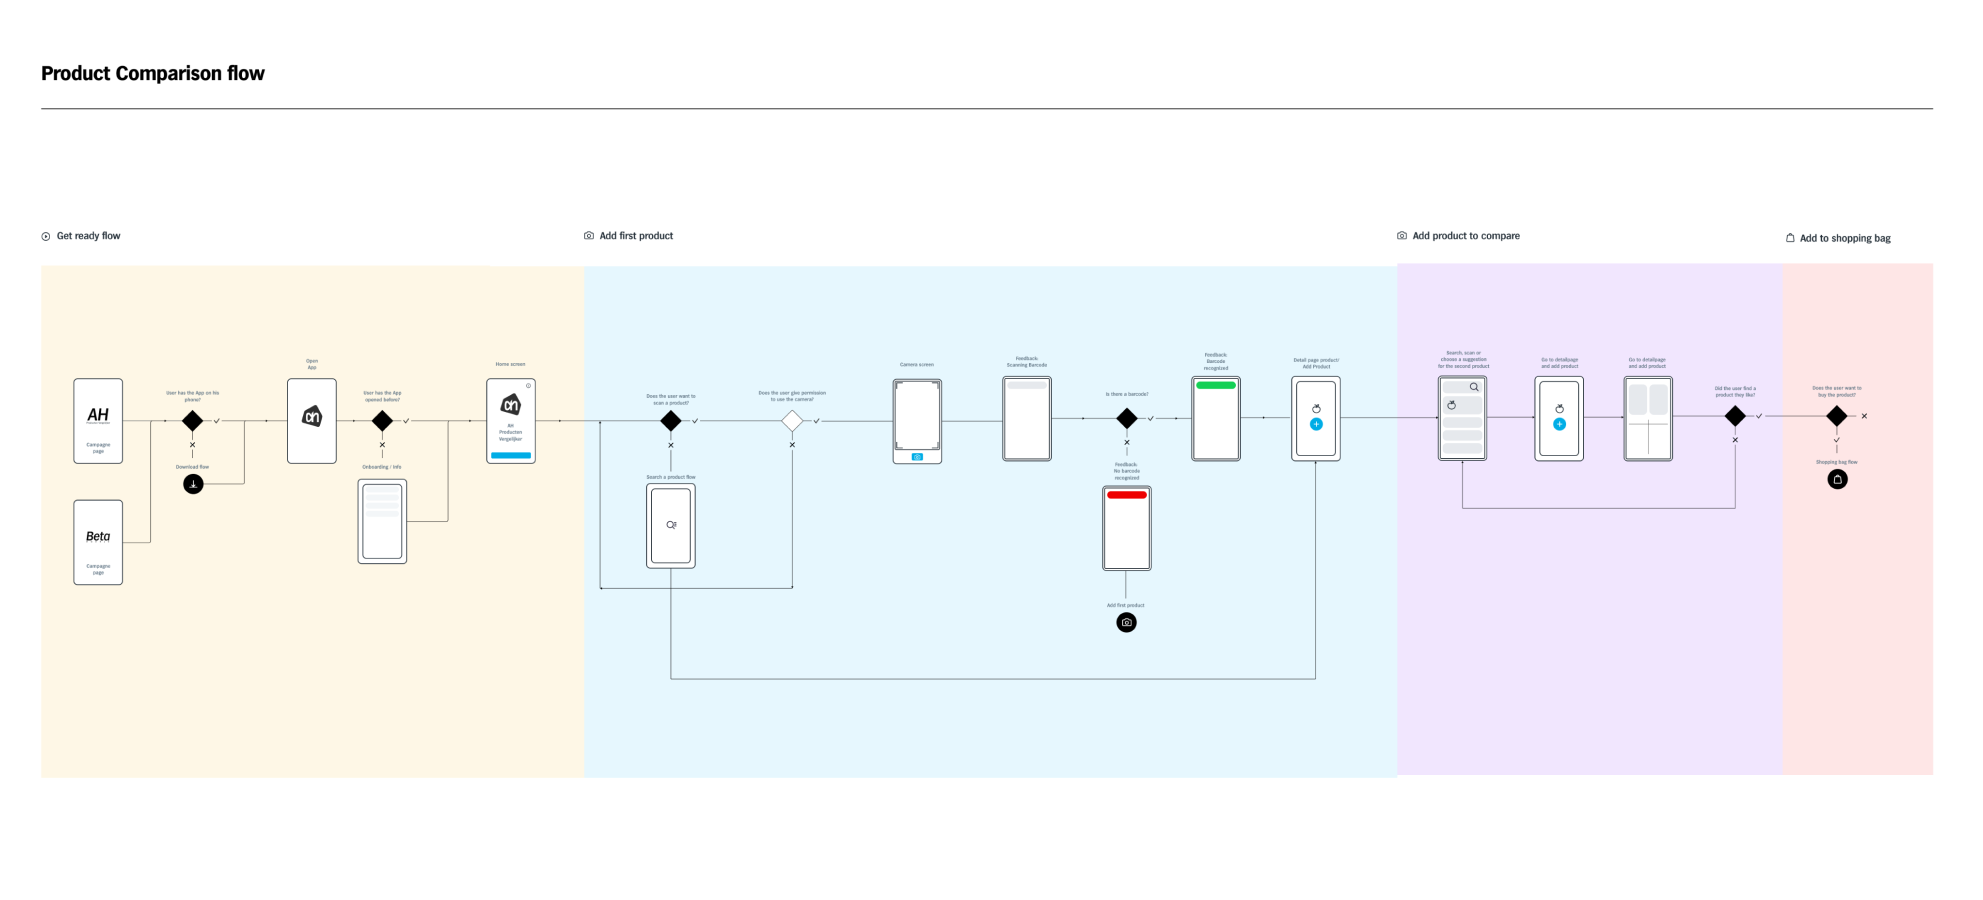 Product Comparison flow
Get ready flow
Add first product
Add product to compare
Add to shopping bag
AH
Campagne
page
Beta
Campagne
page
User has the App on his
phone?
Download flow
Open
App
User has the App
opened before?
Onboarding / Info
Home screen
AH
Producten
Vergelijker
Does the user want to
scan a product?
Search a product flow
Does the user give permission
to use the camera?
Camera screen
Feedback:
Scanning Barcode
Is there a barcode?
Feedback:
No barcode
recognized
Add first product
Feedback:
Barcode
recognized
Detail page product/
Add Product
Search, scan or
choose a suggestion
for the second product
Go to detailpage
and add product
Go to detailpage
and add product
Did the user find a
product they like?
Does the user want to
buy the product?
Shopping bag flow